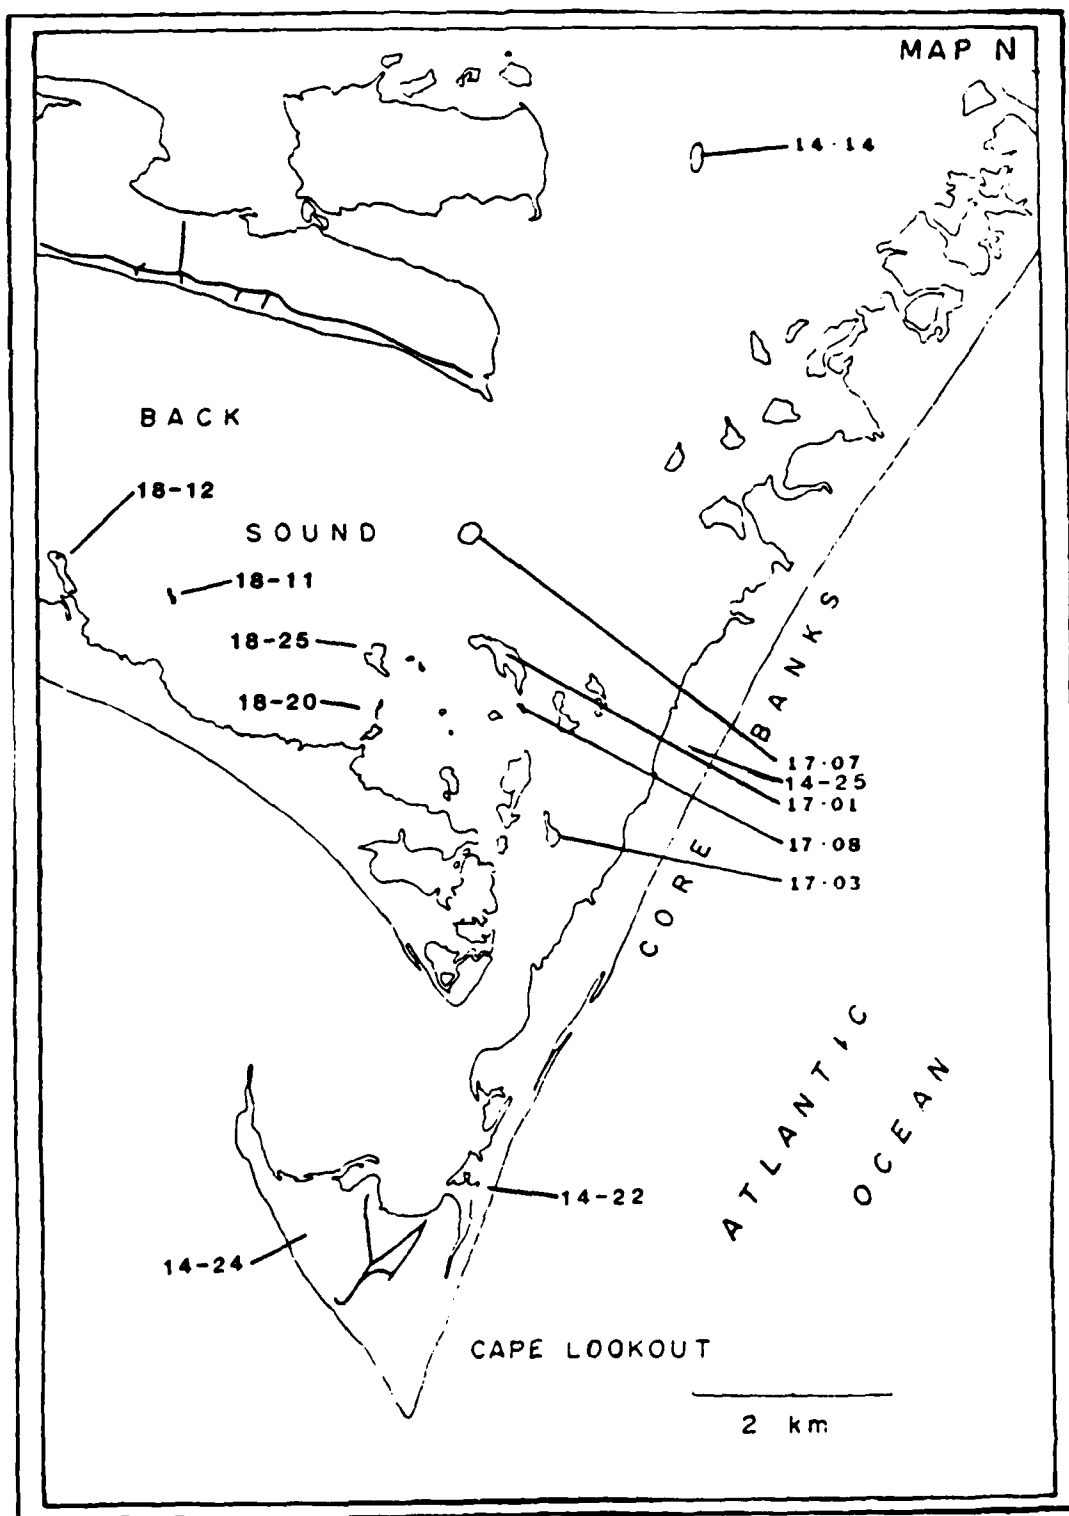 MAP N
14·14
BACK
18-12
SOUND
18-11
18-25
18-20
BANKS
17·07
14-25
17·01
17·08
17·03
CORE
ATLANTIC
OCEAN
14-22
14-24
CAPE LOOKOUT
2 km